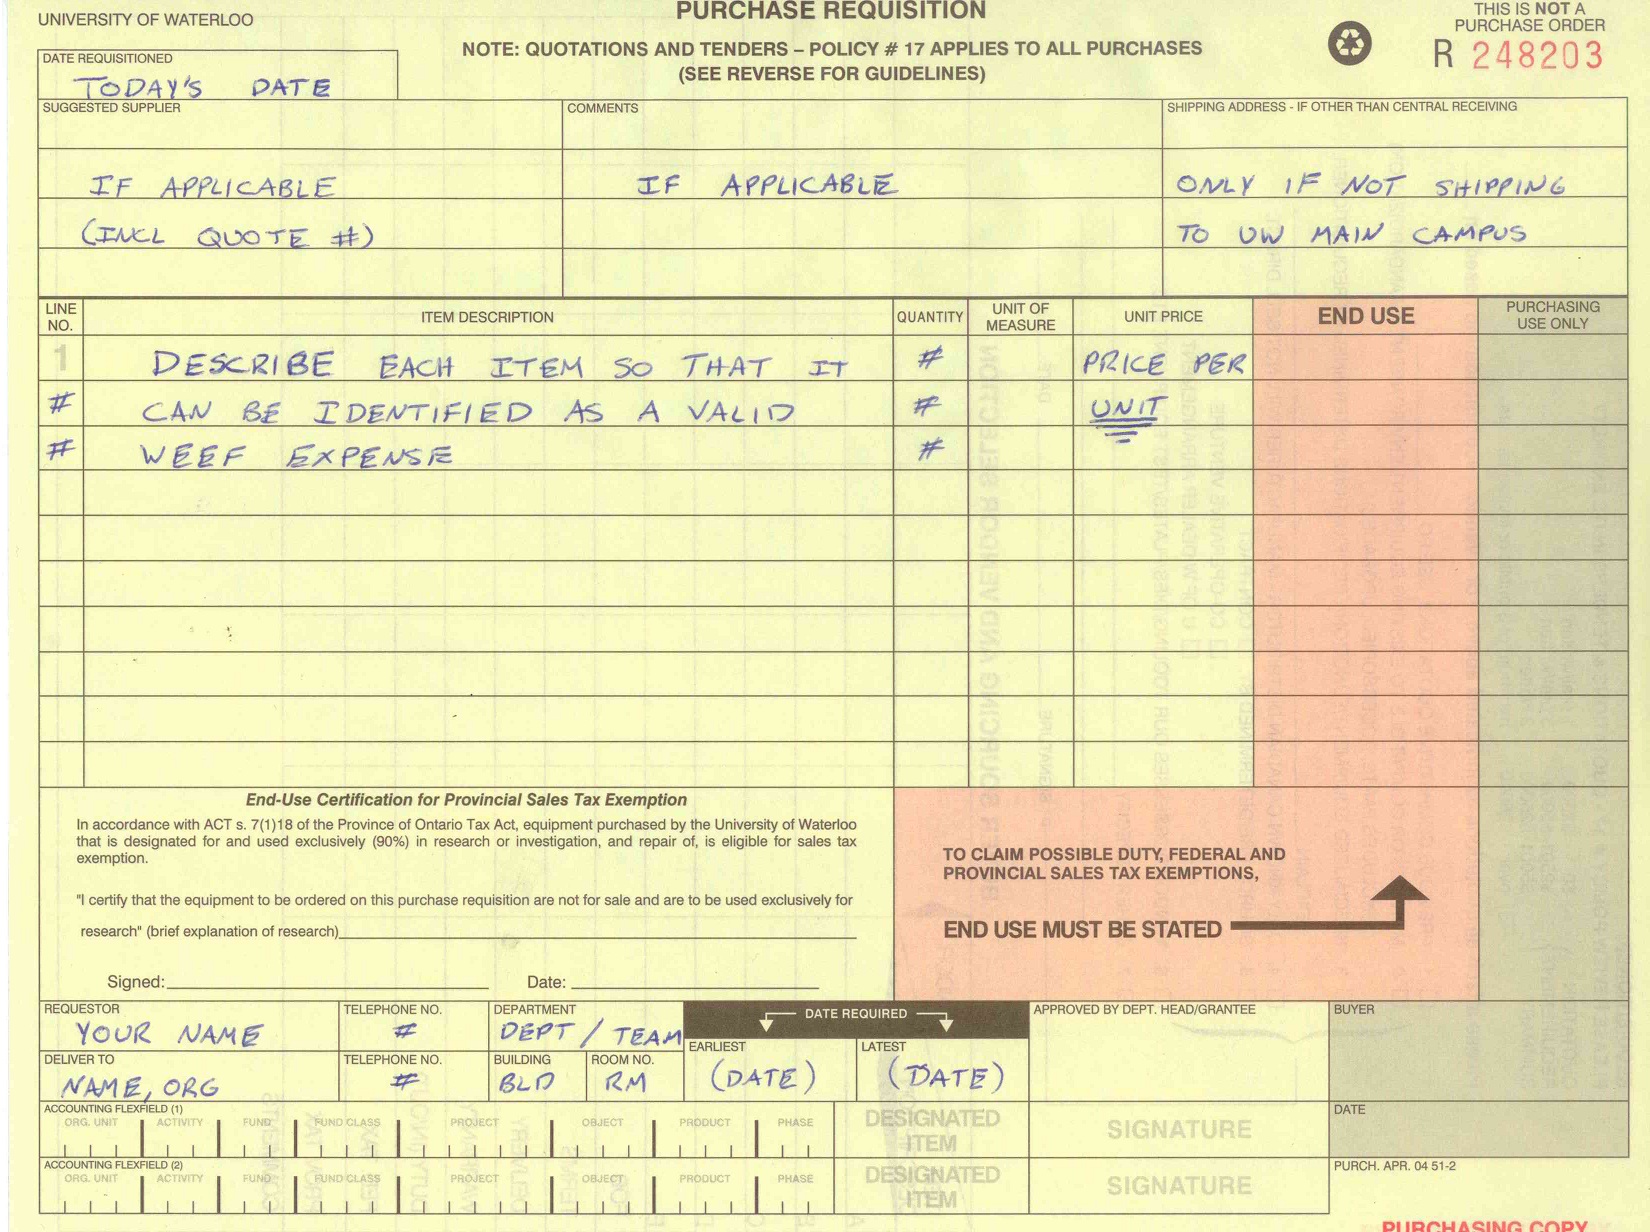 PURCHASE REQUISITION
UNIVERSITY OF WATERLOO
THIS IS NOT A
PURCHASE ORDER
NOTE: QUOTATIONS AND TENDERS – POLICY # 17 APPLIES TO ALL PURCHASES
(SEE REVERSE FOR GUIDELINES)
R 248203
DATE REQUISITIONED
TODAY'S DATE
SUGGESTED SUPPLIER COMMENTS SHIPPING ADDRESS - IF OTHER THAN CENTRAL RECEIVING
IF APPLICABLE IF APPLICABLE ONLY IF NOT SHIPPING
(INCL QUOTE #) TO UW MAIN CAMPUS
LINE NO. ITEM DESCRIPTION QUANTITY UNIT OF MEASURE UNIT PRICE END USE PURCHASING USE ONLY
1 DESCRIBE EACH ITEM SO THAT IT # PRICE PER
# CAN BE IDENTIFIED AS A VALID # UNIT
# WEEF EXPENSE #
End-Use Certification for Provincial Sales Tax Exemption
In accordance with ACT s. 7(1)18 of the Province of Ontario Tax Act, equipment purchased by the University of Waterloo
that is designated for and used exclusively (90%) in research or investigation, and repair of, is eligible for sales tax
exemption.
"I certify that the equipment to be ordered on this purchase requisition are not for sale and are to be used exclusively for
research" (brief explanation of research)
Signed: Date:
TO CLAIM POSSIBLE DUTY, FEDERAL AND
PROVINCIAL SALES TAX EXEMPTIONS,
END USE MUST BE STATED
REQUESTOR TELEPHONE NO. DEPARTMENT DATE REQUIRED APPROVED BY DEPT. HEAD/GRANTEE BUYER
YOUR NAME # DEPT / TEAM
DELIVER TO TELEPHONE NO. BUILDING ROOM NO. EARLIEST LATEST
NAME, ORG # BLD RM (DATE) (DATE)
ACCOUNTING FLEXFIELD (1) DATE
ORG. UNIT ACTIVITY FUND FUND CLASS PROJECT OBJECT PRODUCT PHASE DESIGNATED ITEM SIGNATURE
ACCOUNTING FLEXFIELD (2) PURCH. APR. 04 51-2
ORG. UNIT ACTIVITY FUND FUND CLASS PROJECT OBJECT PRODUCT PHASE DESIGNATED ITEM SIGNATURE
PURCHASING COPY